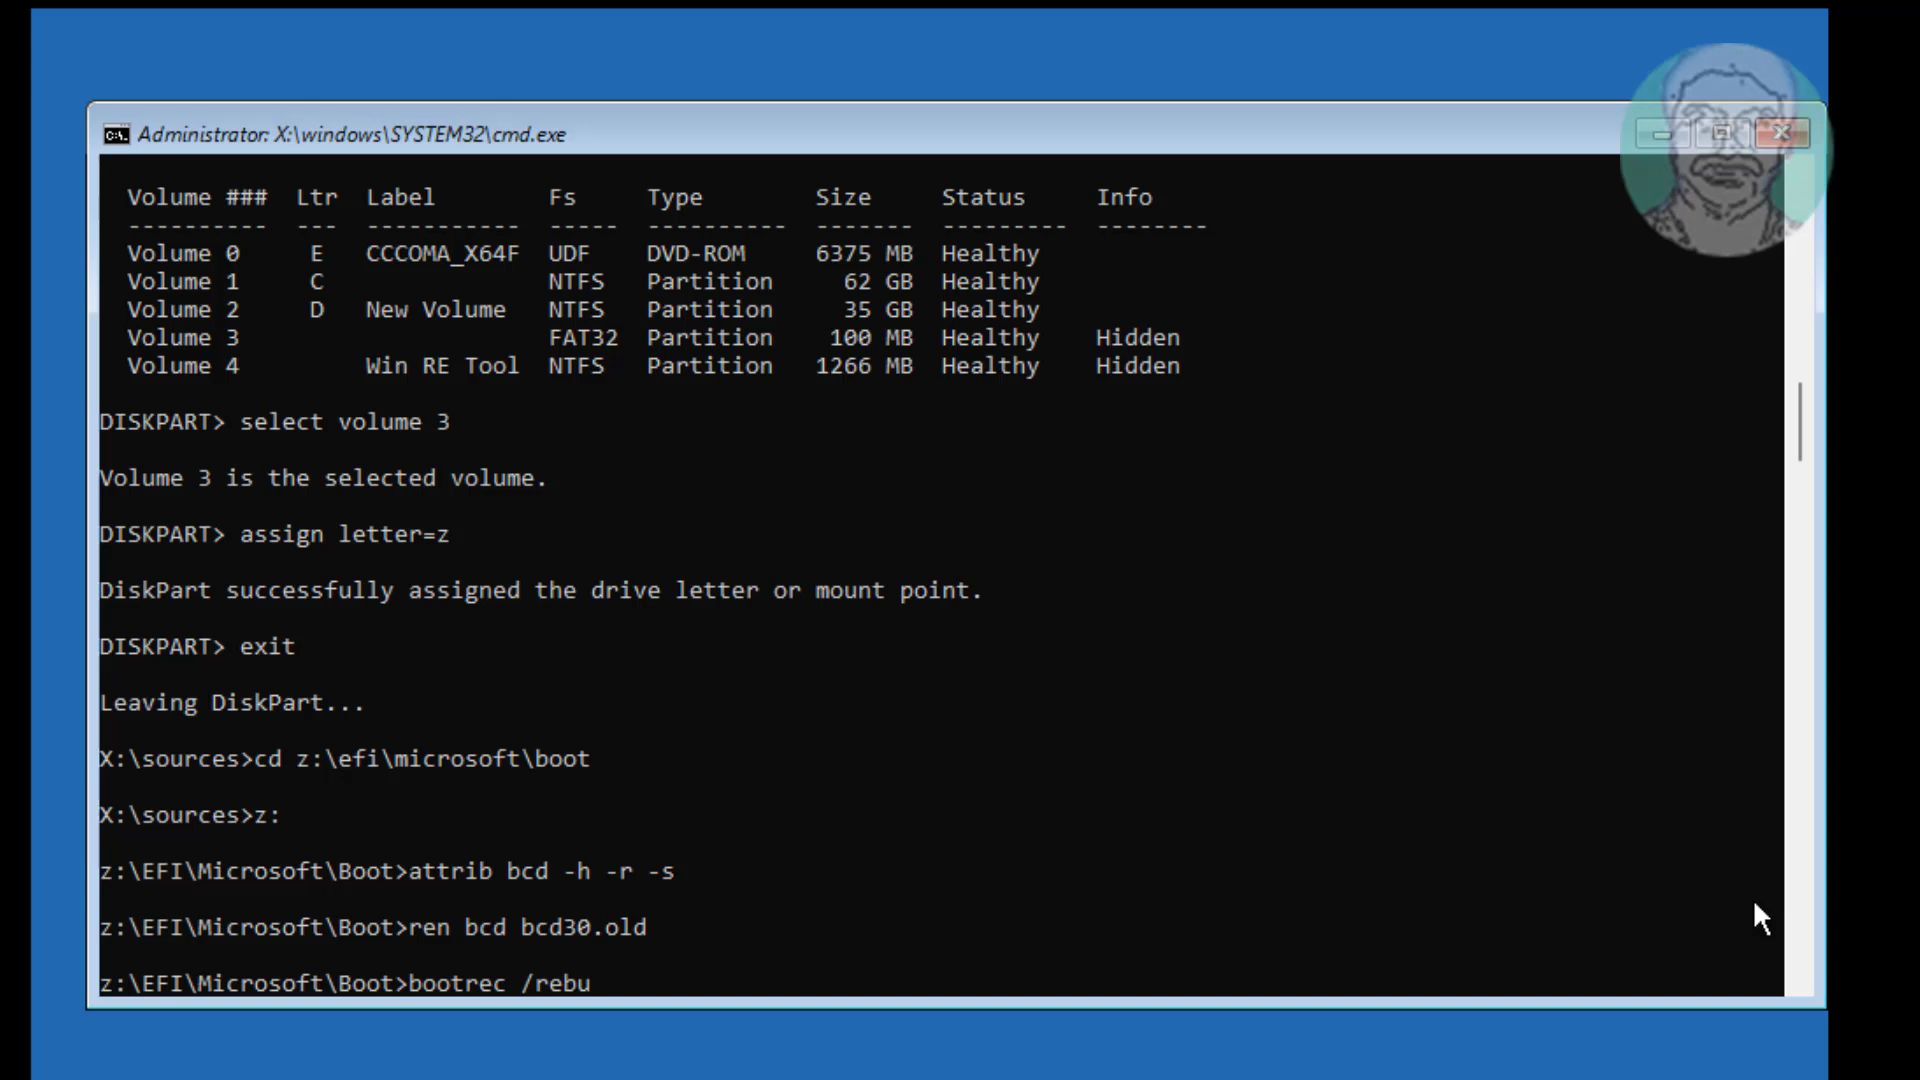 Administrator: X:\windows\SYSTEM32\cmd.exe
Volume ### Ltr Label Fs Type Size Status Info
---------- --- ----------- ----- ---------- ------- --------- --------
Volume 0 E CCCOMA_X64F UDF DVD-ROM 6375 MB Healthy
Volume 1 C NTFS Partition 62 GB Healthy
Volume 2 D New Volume NTFS Partition 35 GB Healthy
Volume 3 FAT32 Partition 100 MB Healthy Hidden
Volume 4 Win RE Tool NTFS Partition 1266 MB Healthy Hidden
DISKPART> select volume 3
Volume 3 is the selected volume.
DISKPART> assign letter=z
DiskPart successfully assigned the drive letter or mount point.
DISKPART> exit
Leaving DiskPart...
X:\sources>cd z:\efi\microsoft\boot
X:\sources>z:
z:\EFI\Microsoft\Boot>attrib bcd -h -r -s
z:\EFI\Microsoft\Boot>ren bcd bcd30.old
z:\EFI\Microsoft\Boot>bootrec /rebu